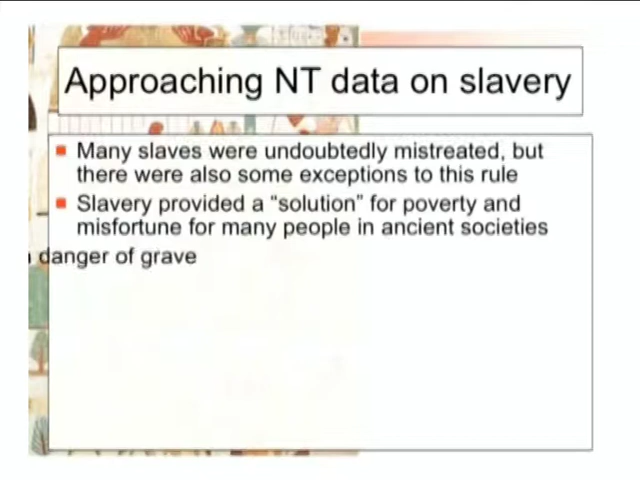 Approaching NT data on slavery
Many slaves were undoubtedly mistreated, but
there were also some exceptions to this rule
Slavery provided a “solution” for poverty and
misfortune for many people in ancient societies
danger of grave